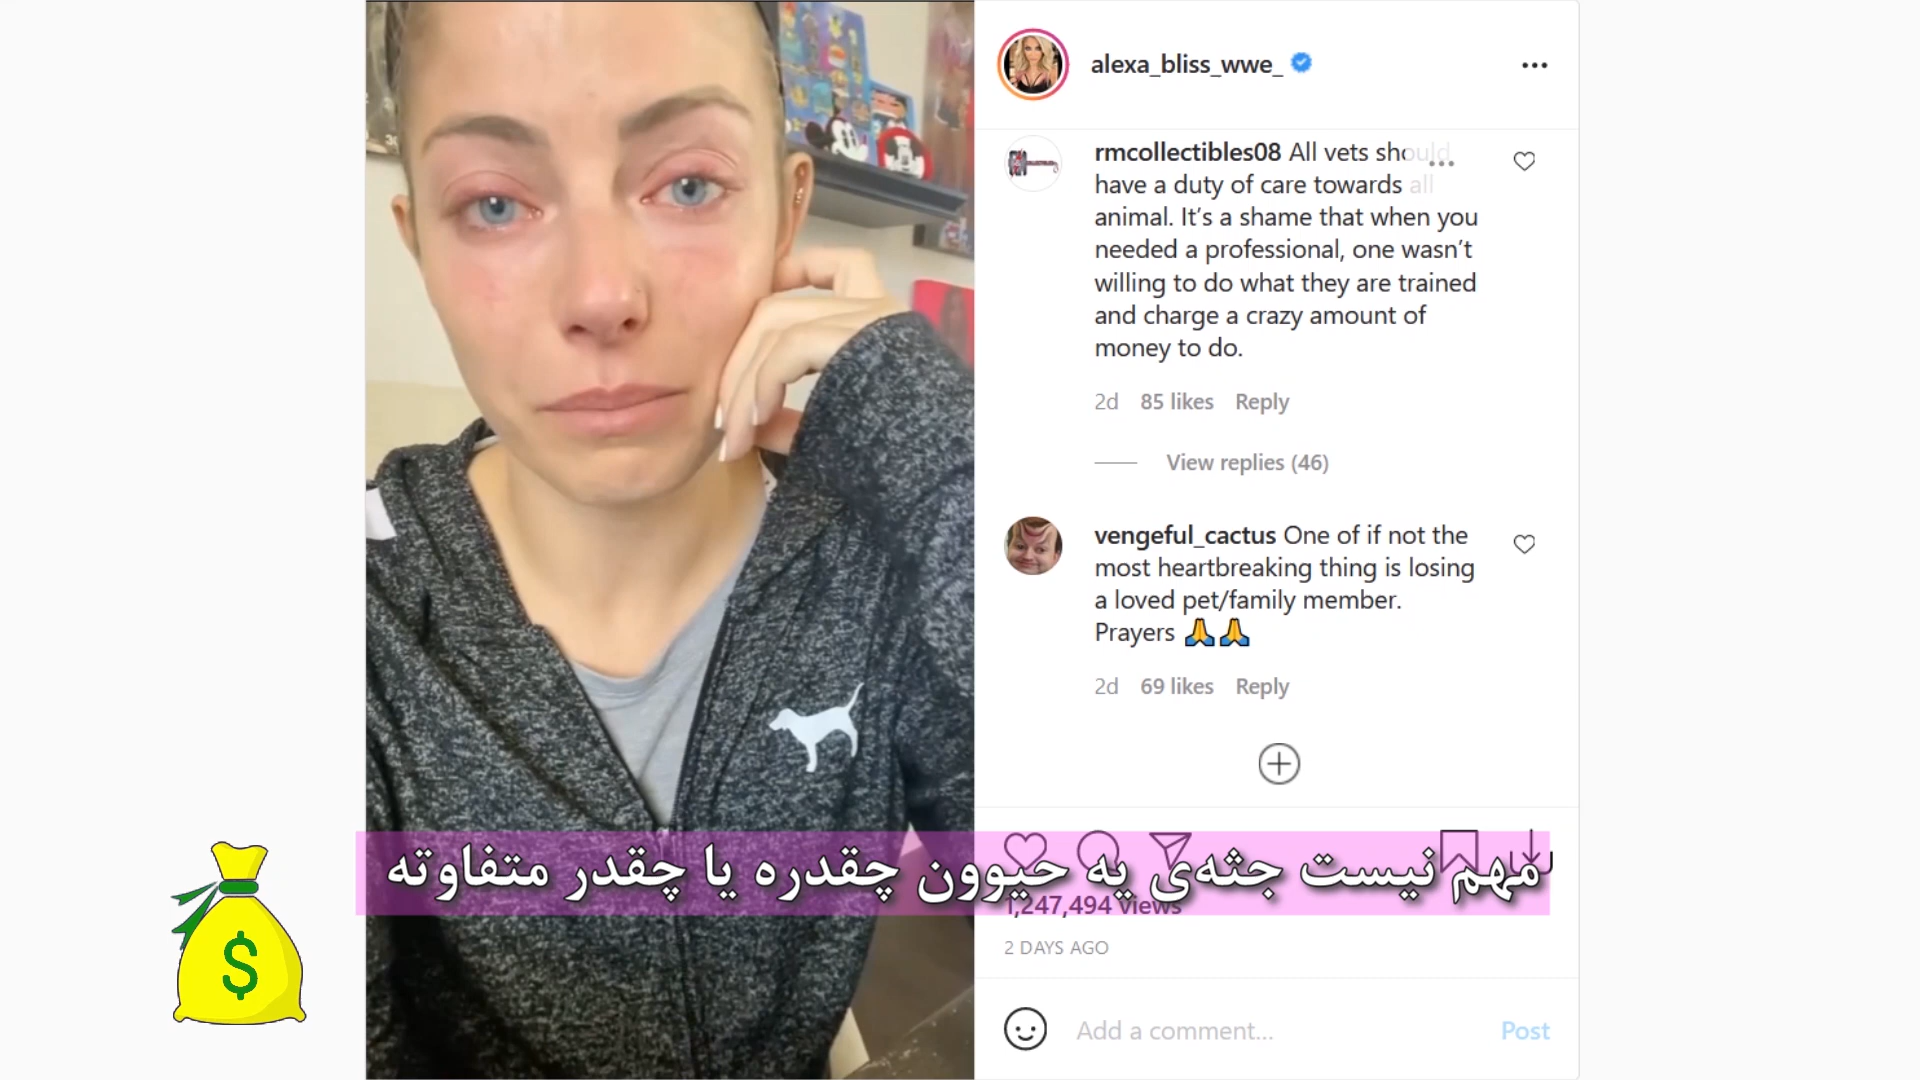 alexa_bliss_wwe_
rmcollectibles08 All vets should
have a duty of care towards all
animal. It’s a shame that when you
needed a professional, one wasn’t
willing to do what they are trained
and charge a crazy amount of
money to do.
2d 85 likes Reply
View replies (46)
vengeful_cactus One of if not the
most heartbreaking thing is losing
a loved pet/family member.
Prayers 🙏🙏
2d 69 likes Reply
مهم نیست جثه‌ی یه حیوون چقدره یا چقدر متفاوته
1,247,494 views
2 DAYS AGO
Add a comment...
Post
$